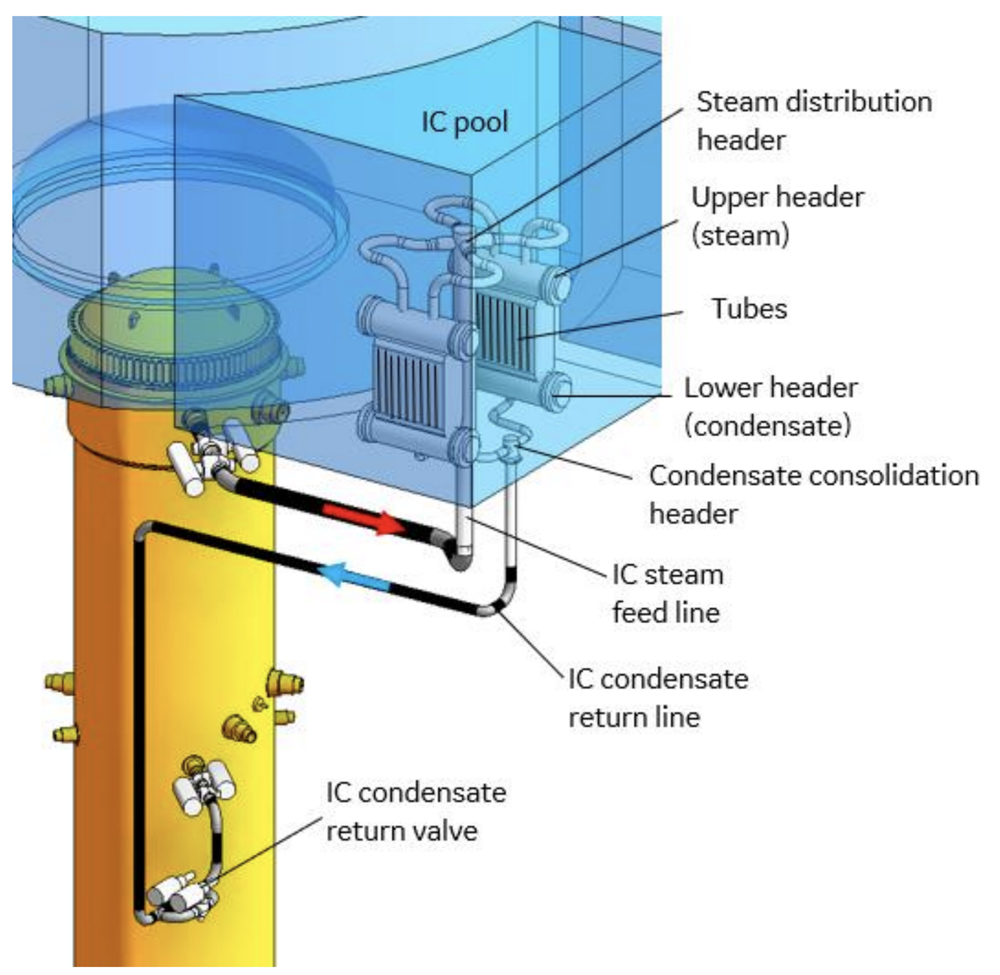 IC pool
Steam distribution
header
Upper header
(steam)
Tubes
Lower header
(condensate)
Condensate consolidation
header
IC steam
feed line
IC condensate
return line
IC condensate
return valve